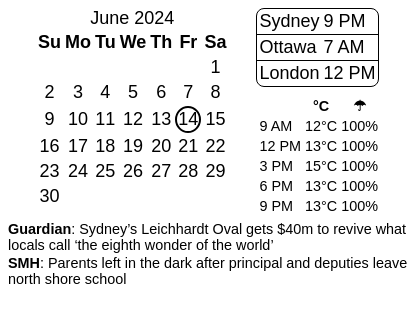 June 2024
Su Mo Tu We Th Fr Sa
1
2 3 4 5 6 7 8
9 10 11 12 13 14 15
16 17 18 19 20 21 22
23 24 25 26 27 28 29
30
Sydney 9 PM
Ottawa 7 AM
London 12 PM
°C ☂
9 AM 12°C 100%
12 PM 13°C 100%
3 PM 15°C 100%
6 PM 13°C 100%
9 PM 13°C 100%
Guardian: Sydney’s Leichhardt Oval gets $40m to revive what
locals call ‘the eighth wonder of the world’
SMH: Parents left in the dark after principal and deputies leave
north shore school